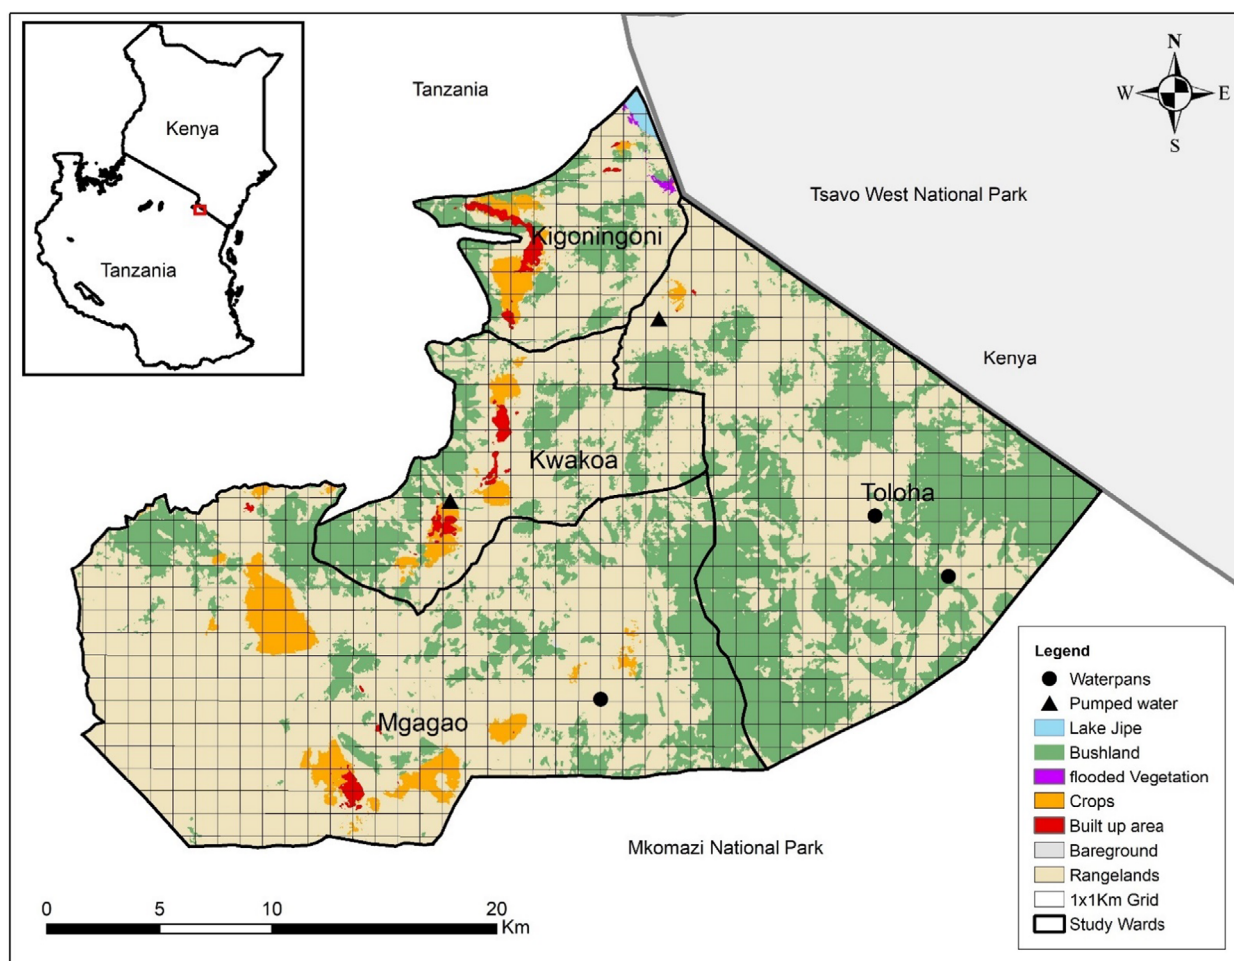 Kenya
Tanzania
Tanzania
N
W
E
S
Tsavo West National Park
Kigoningoni
Kenya
Kwakoa
Toloha
Mgagao
Mkomazi National Park
Legend
Waterpans
Pumped water
Lake Jipe
Bushland
flooded Vegetation
Crops
Built up area
Bareground
Rangelands
1x1Km Grid
Study Wards
0 5 10 20
Km